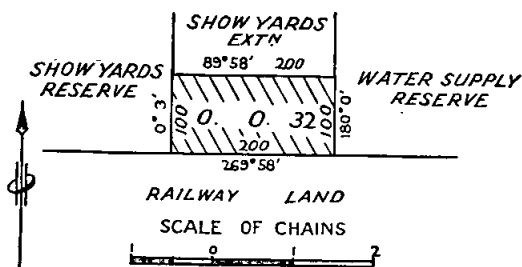 SHOW YARDS
EXTN
89° 58' 200
SHOW YARDS
RESERVE
WATER SUPPLY
RESERVE
0° 3'
100
0. 0. 32
100
180° 0'
200
269° 58'
RAILWAY LAND
SCALE OF CHAINS
1 0 1 2